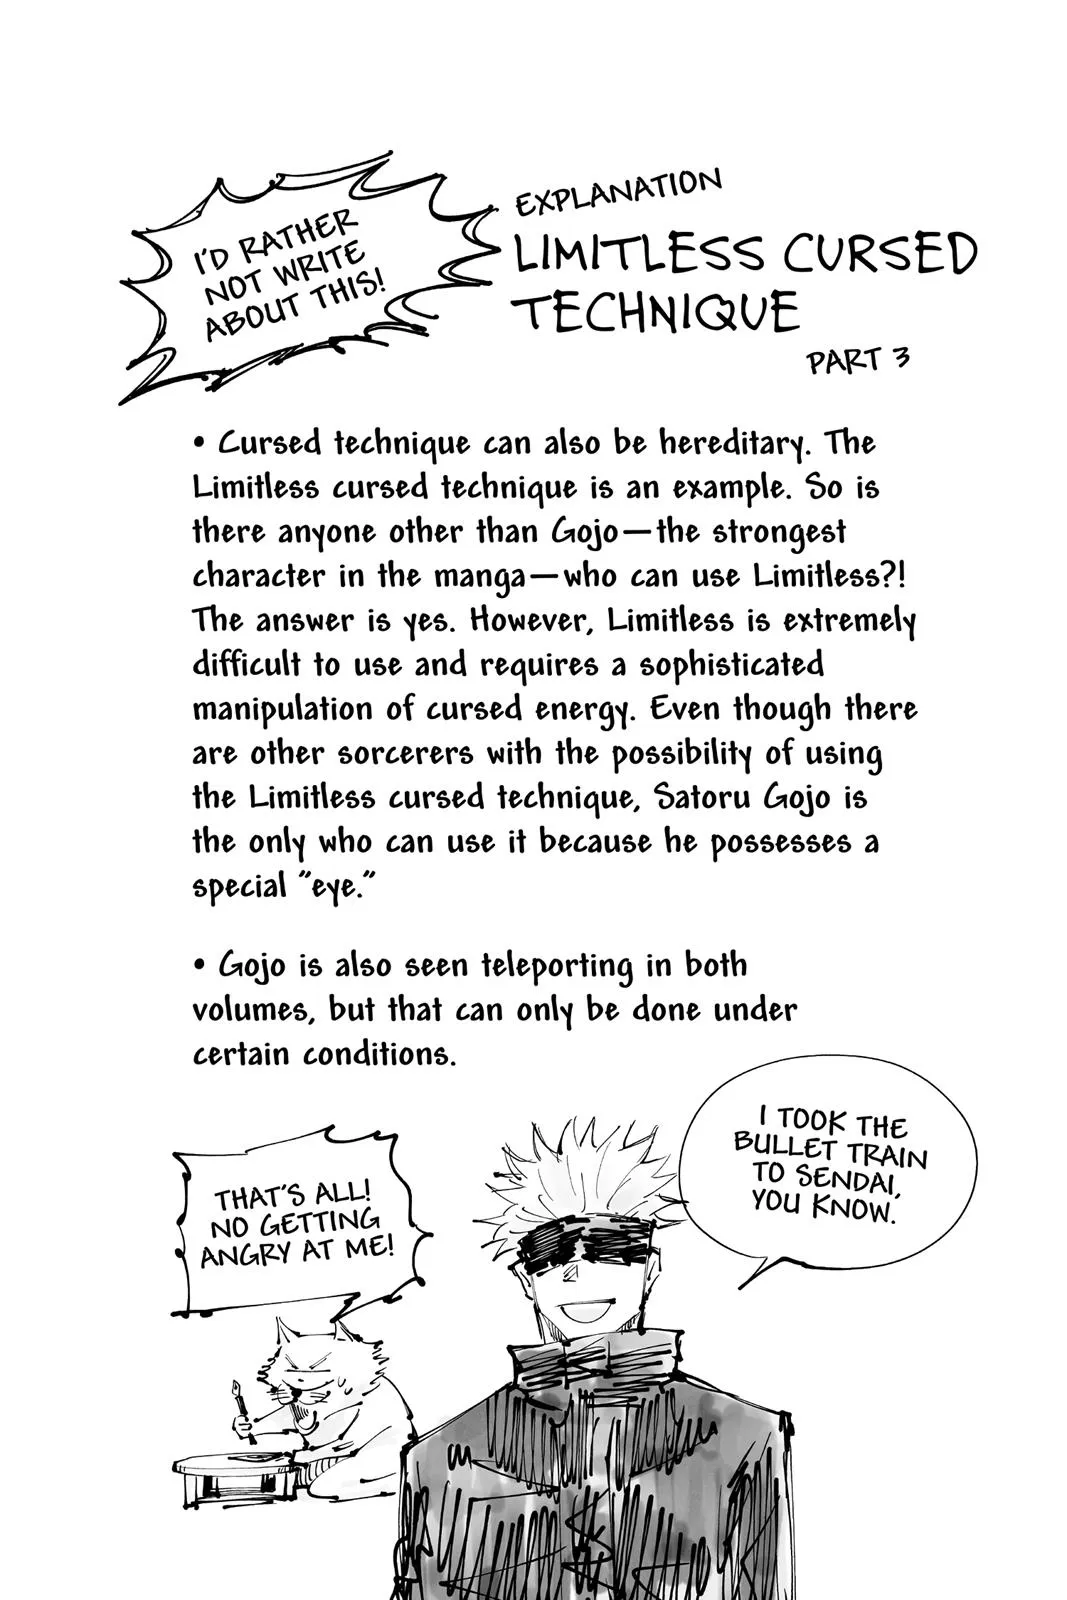 I'D RATHER
NOT WRITE
ABOUT THIS!
EXPLANATION
LIMITLESS CURSED
TECHNIQUE
PART 3
• Cursed technique can also be hereditary. The
Limitless cursed technique is an example. So is
there anyone other than Gojo—the strongest
character in the manga—who can use Limitless?!
The answer is yes. However, Limitless is extremely
difficult to use and requires a sophisticated
manipulation of cursed energy. Even though there
are other sorcerers with the possibility of using
the Limitless cursed technique, Satoru Gojo is
the only who can use it because he possesses a
special "eye."
• Gojo is also seen teleporting in both
volumes, but that can only be done under
certain conditions.
I TOOK THE
BULLET TRAIN
TO SENDAI,
YOU KNOW.
THAT'S ALL!
NO GETTING
ANGRY AT ME!